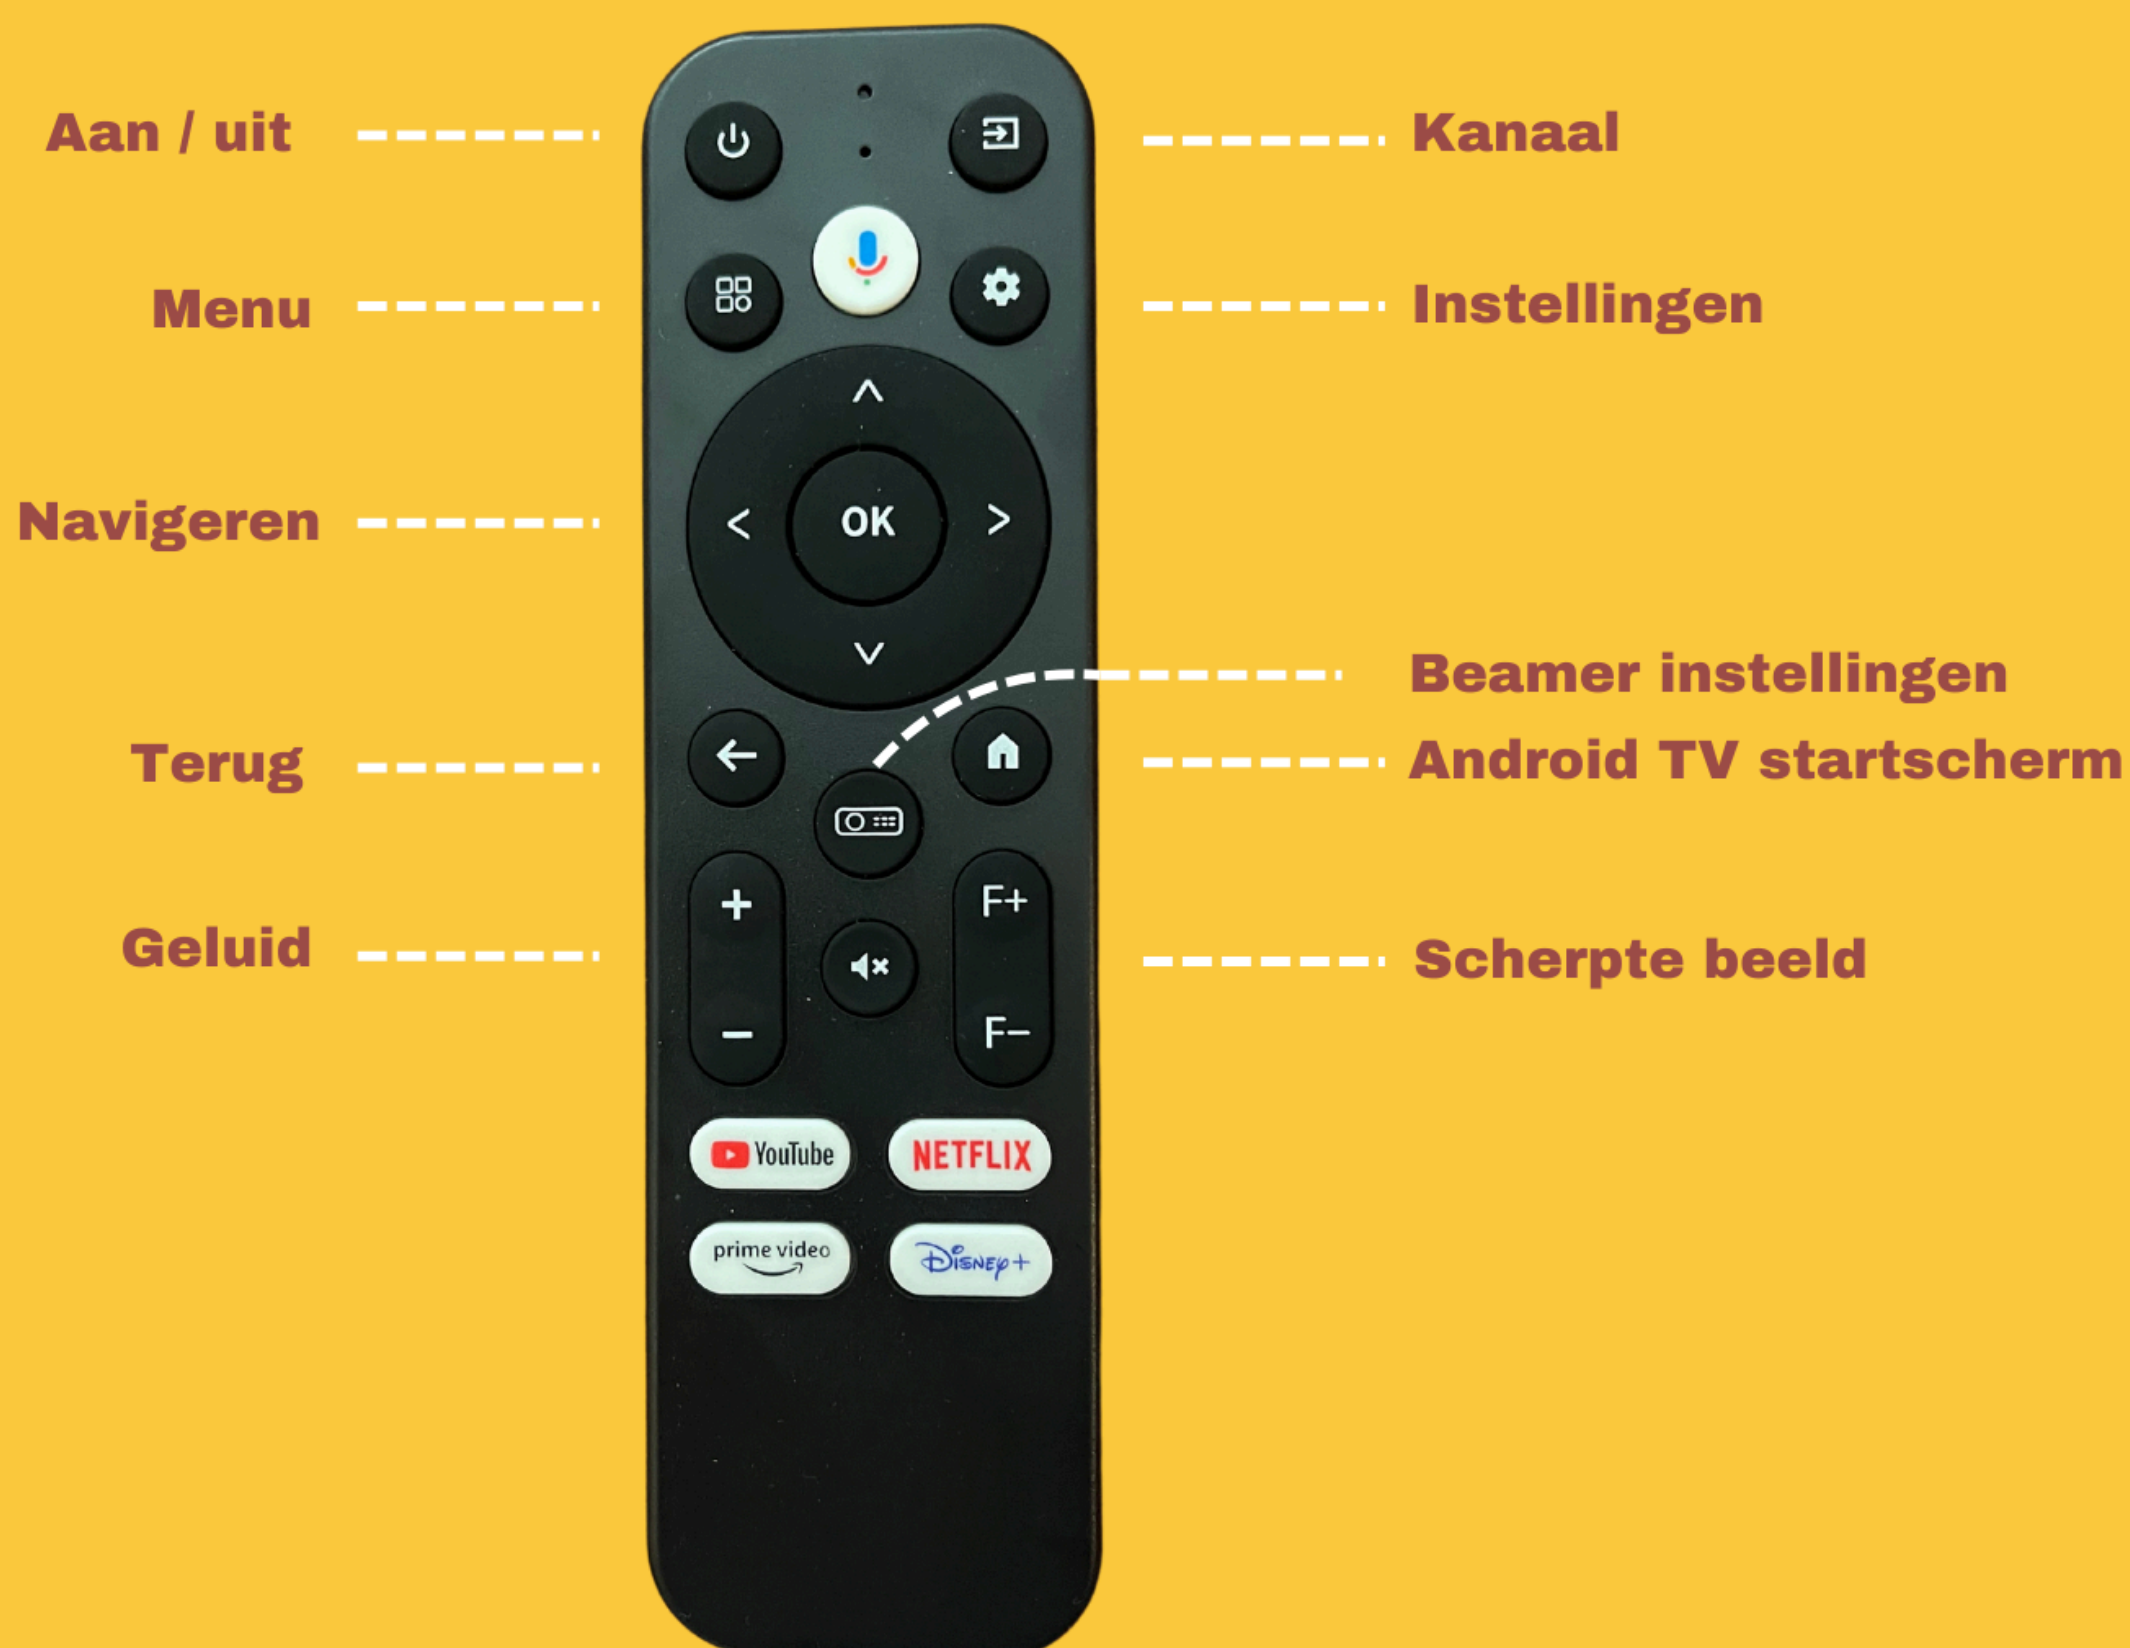 Aan / uit
Kanaal
Menu
Instellingen
Navigeren
OK
Beamer instellingen
Terug
Android TV startscherm
+
F+
Geluid
Scherpte beeld
−
F−
YouTube
NETFLIX
prime video
Disney+